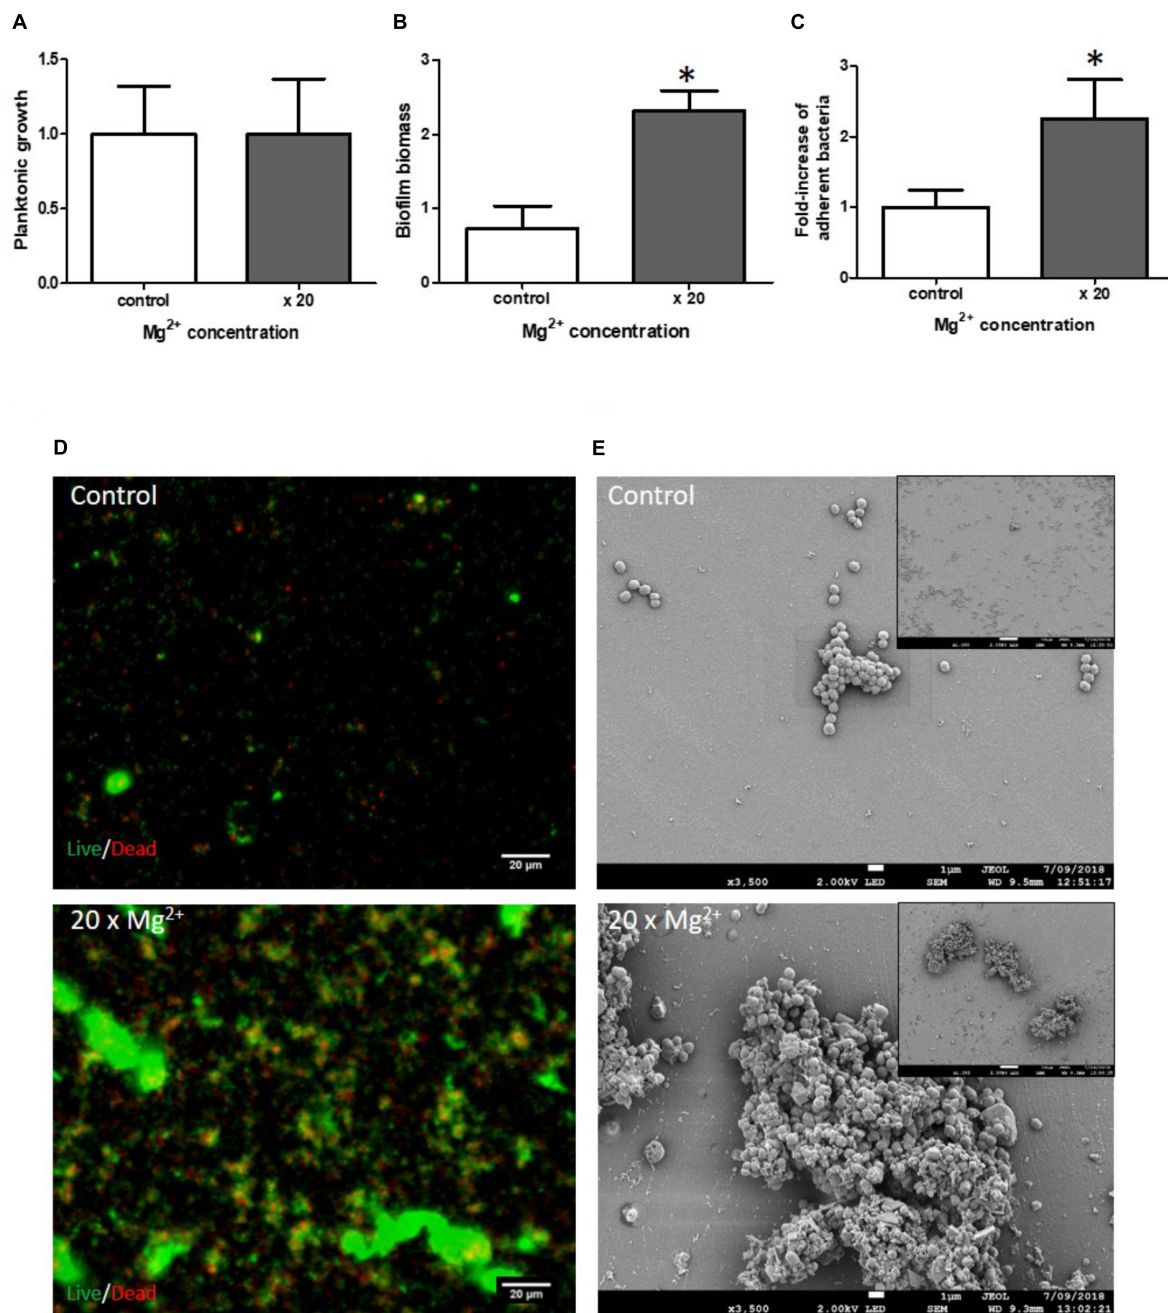 A
B
C
Planktonic growth
1.5
1.0
0.5
0.0
control
x 20
Mg2+ concentration
Biofilm biomass
3
2
1
0
*
control
x 20
Mg2+ concentration
Fold-increase of
adherent bacteria
3
2
1
0
*
control
x 20
Mg2+ concentration
D
E
Control
Live/Dead
20 µm
Control
1µm JEOL 7/09/2018
x3,500 2.00kV LED SEM WD 9.5mm 12:51:17
20 x Mg2+
Live/Dead
20 µm
20 x Mg2+
1µm JEOL 7/09/2018
x3,500 2.00kV LED SEM WD 9.3mm 13:02:21